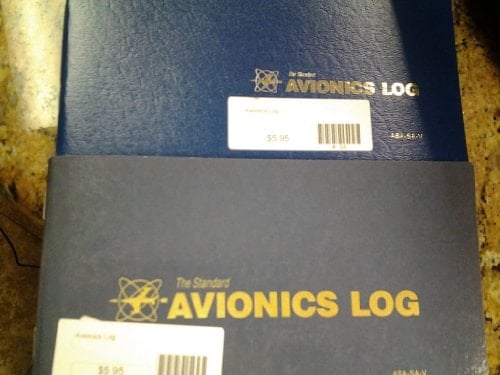 The Standard
AVIONICS LOG
Avionics Log
$5.95
ASA-SA-V
The Standard
AVIONICS LOG
Avionics Log
$5.95
ASA-SA-V